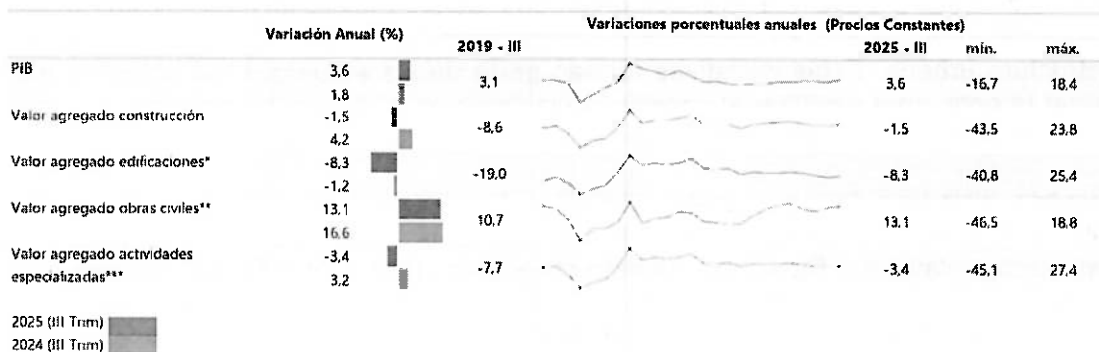 Variaciones porcentuales anuales (Precios Constantes)
Variación Anual (%)
2019 - III 2025 - III mín. máx.
PiB 3,6 3,1 3,6 -16,7 18,4
1,8
Valor agregado construcción -1,5 -8,6 -1,5 -43,5 23,8
4,2
Valor agregado edificaciones* -8,3 -19,0 -8,3 -40,8 25,4
-1,2
Valor agregado obras civiles** 13,1 10,7 13,1 -46,5 18,8
16,6
Valor agregado actividades -3,4 -7,7 -3,4 -45,1 27,4
especializadas*** 3,2
2025 (III Trim)
2024 (III Trim)